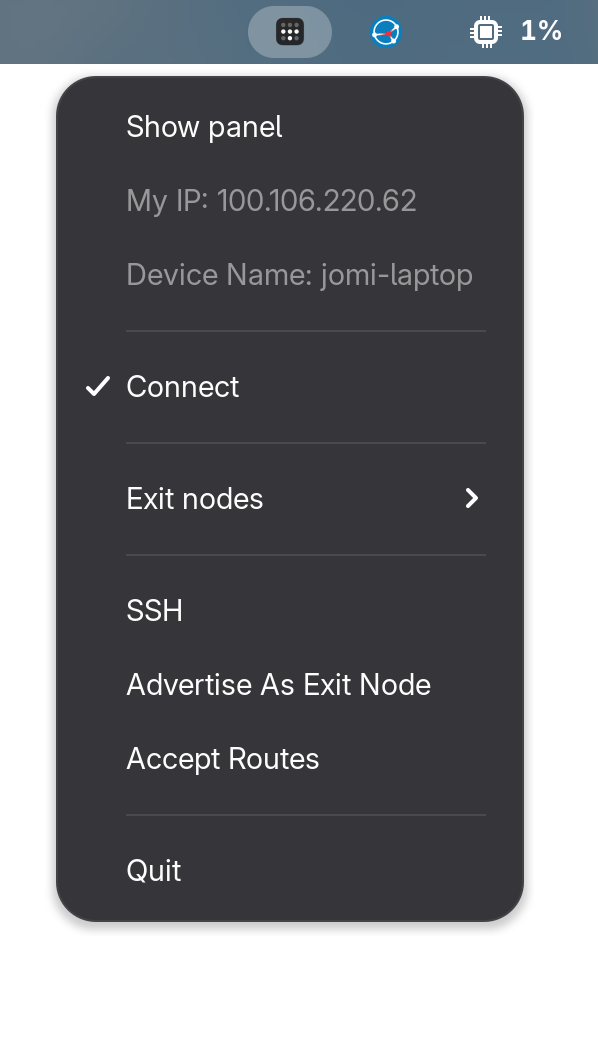 1%
Show panel
My IP: 100.106.220.62
Device Name: jomi-laptop
Connect
Exit nodes
SSH
Advertise As Exit Node
Accept Routes
Quit